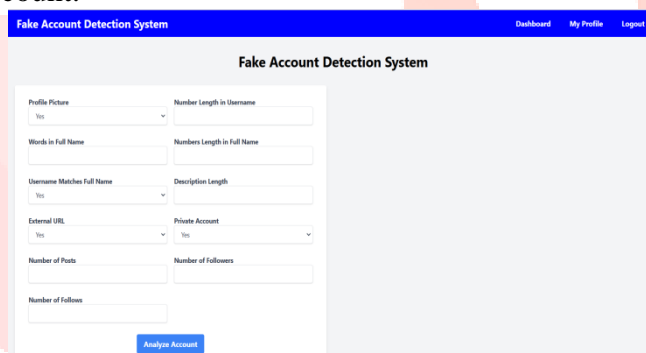 Fake Account Detection System Dashboard My Profile Logout
Fake Account Detection System
Profile Picture Number Length in Username
Yes
Words in Full Name Numbers Length in Full Name
Username Matches Full Name Description Length
Yes
External URL Private Account
Yes Yes
Number of Posts Number of Followers
Number of Follows
Analyze Account